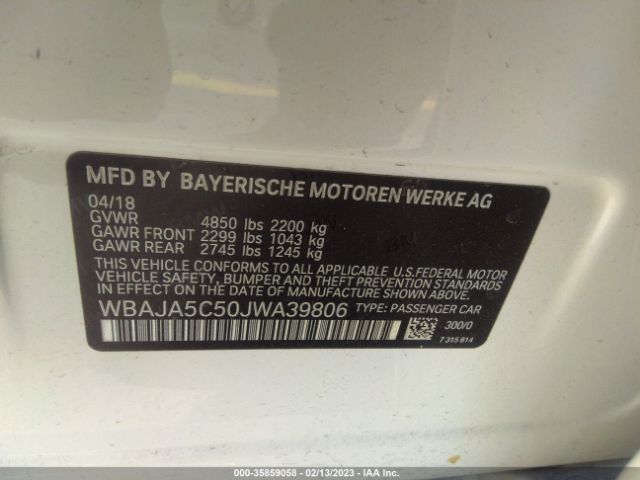 MFD BY BAYERISCHE MOTOREN WERKE AG
04/18
GVWR 4850 lbs 2200 kg
GAWR FRONT 2299 lbs 1043 kg
GAWR REAR 2745 lbs 1245 kg
THIS VEHICLE CONFORMS TO ALL APPLICABLE U.S. FEDERAL MOTOR
VEHICLE SAFETY, BUMPER AND THEFT PREVENTION STANDARDS
IN EFFECT ON THE DATE OF MANUFACTURE SHOWN ABOVE.
WBAJA5C50JWA39806 TYPE: PASSENGER CAR
300/0
7 315 814
000-35859058 - 02/13/2023 - IAA Inc.